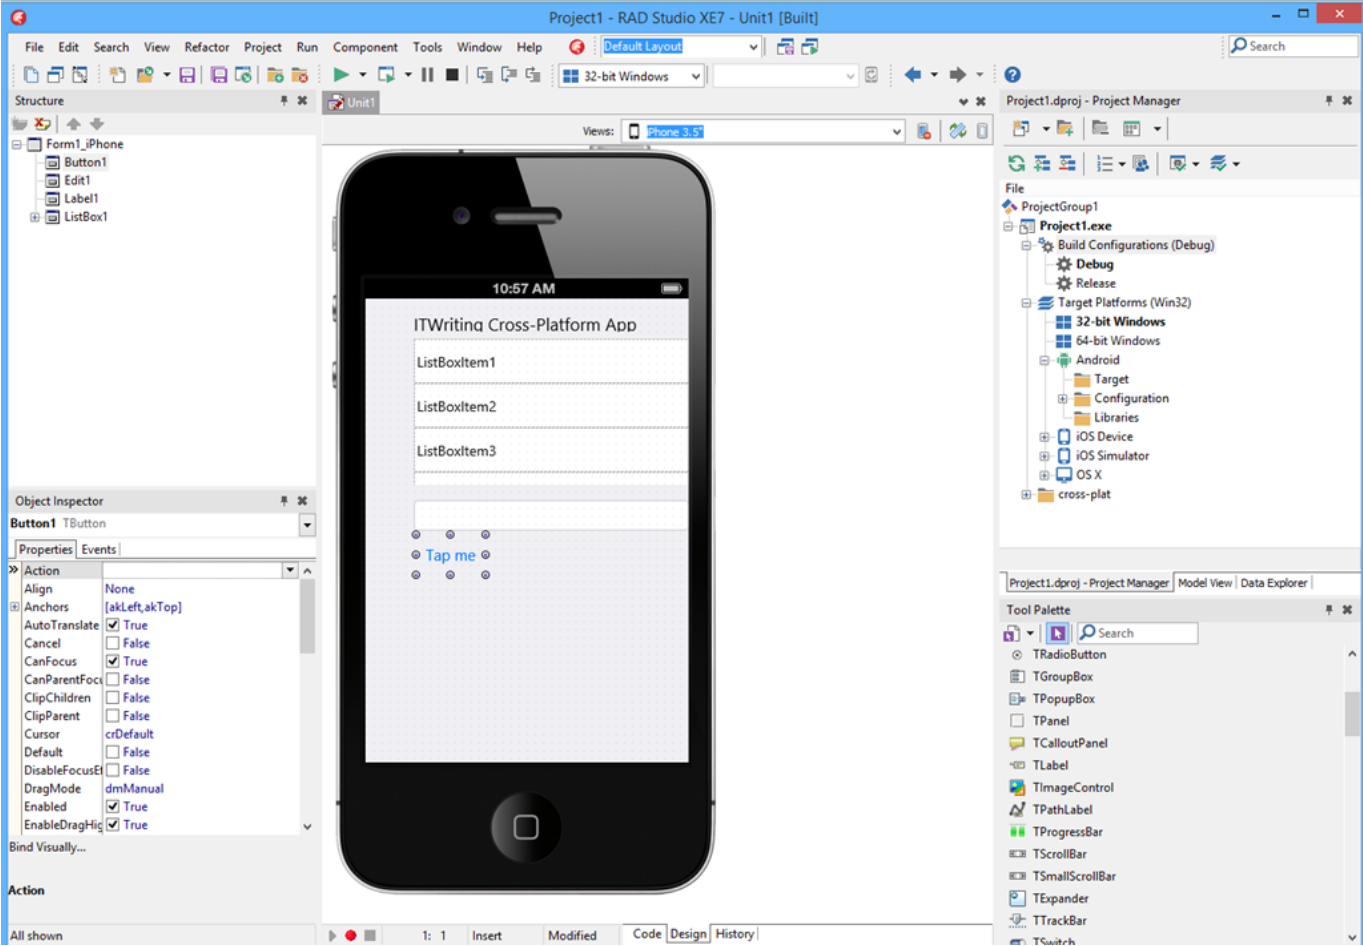 Project1 - RAD Studio XE7 - Unit1 [Built]
File Edit Search View Refactor Project Run Component Tools Window Help
Default Layout
Search
32-bit Windows
Structure
Form1_iPhone
Button1
Edit1
Label1
ListBox1
Object Inspector
Button1 TButton
Properties Events
Action
Align None
Anchors [akLeft,akTop]
AutoTranslate True
Cancel False
CanFocus True
CanParentFocu False
ClipChildren False
ClipParent False
Cursor crDefault
Default False
DisableFocusEf False
DragMode dmManual
Enabled True
EnableDragHig True
Bind Visually...
Action
All shown
Unit1
Views: iPhone 3.5"
10:57 AM
ITWriting Cross-Platform App
ListBoxItem1
ListBoxItem2
ListBoxItem3
Tap me
1: 1 Insert Modified Code Design History
Project1.dproj - Project Manager
File
ProjectGroup1
Project1.exe
Build Configurations (Debug)
Debug
Release
Target Platforms (Win32)
32-bit Windows
64-bit Windows
Android
Target
Configuration
Libraries
iOS Device
iOS Simulator
OS X
cross-plat
Project1.dproj - Project Manager Model View Data Explorer
Tool Palette
Search
TRadioButton
TGroupBox
TPopupBox
TPanel
TCalloutPanel
TLabel
TImageControl
TPathLabel
TProgressBar
TScrollBar
TSmallScrollBar
TExpander
TTrackBar
TSwitch